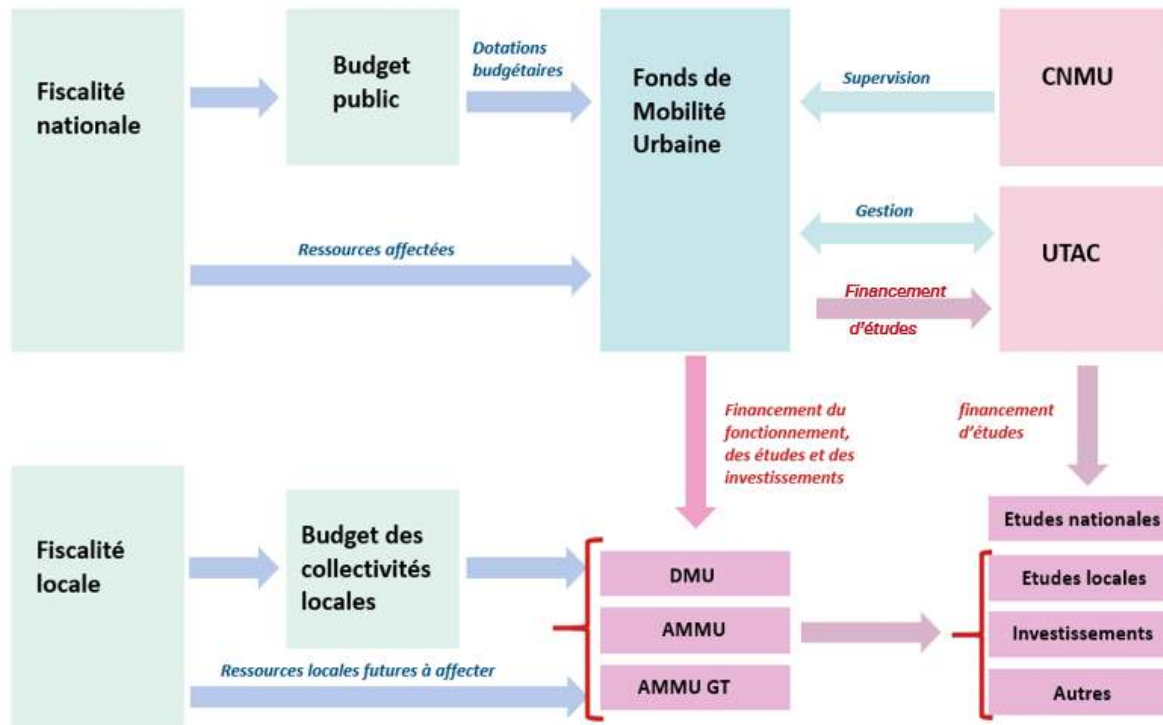 Fiscalité
nationale
Budget
public
Dotations
budgétaires
Fonds de
Mobilité
Urbaine
Supervision
CNMU
Ressources affectées
Gestion
UTAC
Financement
d'études
Financement du
fonctionnement,
des études et des
investissements
financement
d'études
Fiscalité
locale
Budget des
collectivités
locales
Ressources locales futures à affecter
DMU
AMMU
AMMU GT
Etudes nationales
Etudes locales
Investissements
Autres